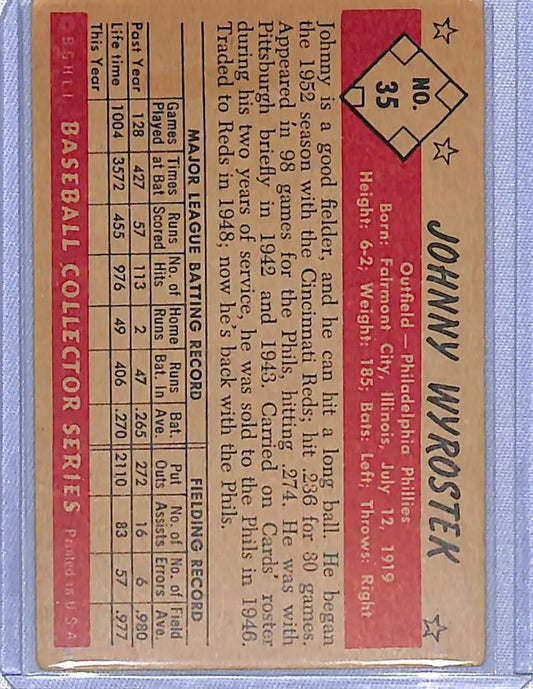 NO.
35
JOHNNY WYROSTEK
Outfield — Philadelphia Phillies
Born: Fairmont City, Illinois, July 12, 1919
Height: 6-2; Weight: 185; Bats: Left; Throws: Right
Johnny is a good fielder, and he can hit a long ball. He began
the 1952 season with the Cincinnati Reds; hit .236 for 30 games.
Appeared in 98 games for the Phils, hitting .274. He was with
Pittsburgh briefly in 1942 and 1943. Carried on Cards' roster
during his two years of service, he was sold to the Phils in 1946.
Traded to Reds in 1948; now he's back with the Phils.
MAJOR LEAGUE BATTING RECORD FIELDING RECORD
Games Times Runs No. of Home Runs Bat. Put No. of No. of Field
Played at Bat Scored Hits Runs Bat. In Ave. Outs Assists Errors Ave.
Past Year 128 427 57 113 2 47 .265 272 16 6 .980
Life time 1004 3572 455 976 49 406 .270 2110 83 57 .977
This Year
BASEBALL COLLECTOR SERIES Printed in U.S.A.